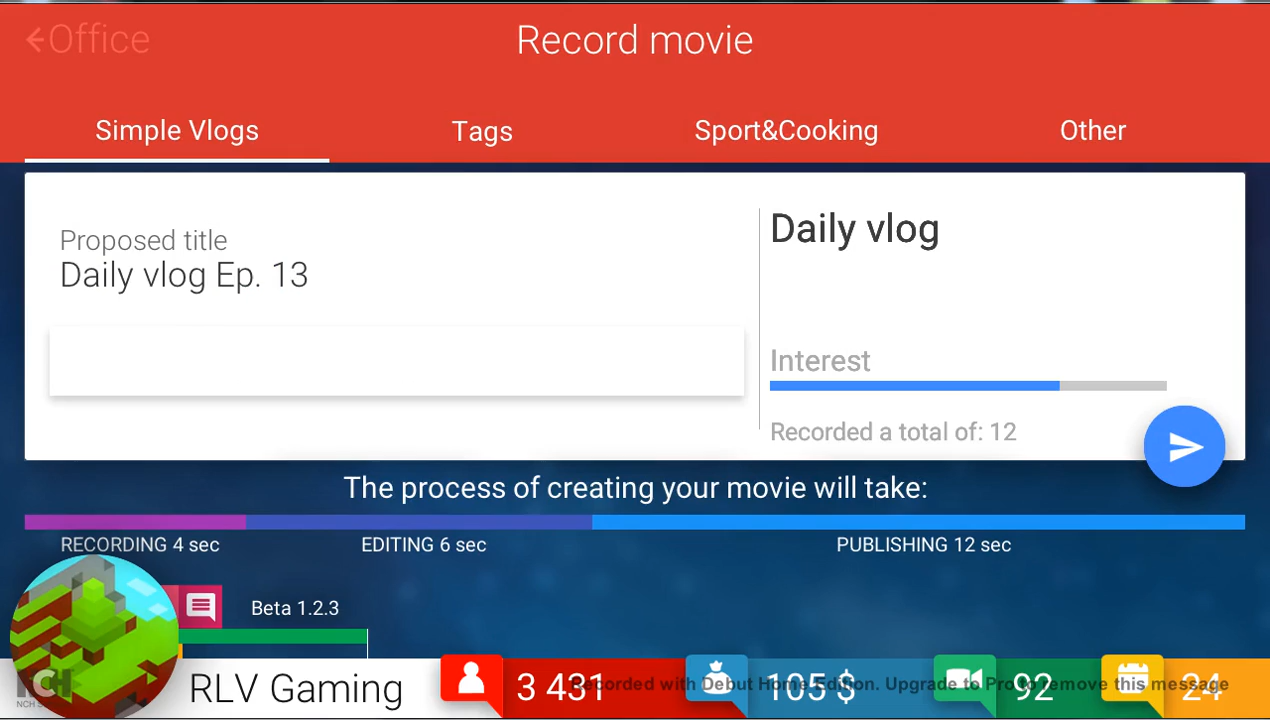 Office
Record movie
Simple Vlogs
Tags
Sport&Cooking
Other
Proposed title
Daily vlog Ep. 13
Daily vlog
Interest
Recorded a total of: 12
The process of creating your movie will take:
RECORDING 4 sec
EDITING 6 sec
PUBLISHING 12 sec
Beta 1.2.3
RLV Gaming
3 431
105 $
92
24
Recorded with Debut Home Edition. Upgrade to Pro to remove this message
NCH